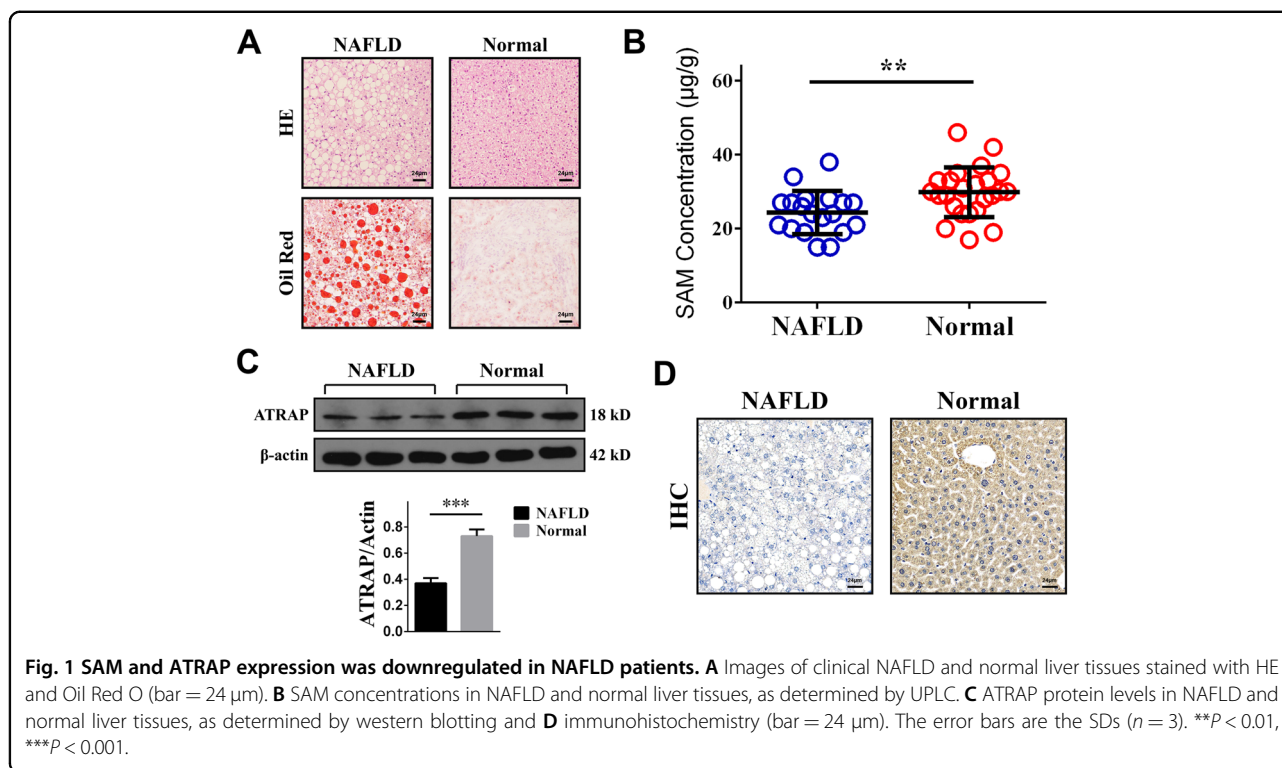 A
NAFLD Normal
HE
24μm 24μm
Oil Red
24μm 24μm
B
SAM Concentration (μg/g)
60
40
20
0
**
NAFLD Normal
C
NAFLD Normal
ATRAP 18 kD
β-actin 42 kD
ATRAP/Actin
0.8
0.6
0.4
0.2
0.0
***
NAFLD
Normal
D
NAFLD Normal
IHC
24μm
Fig. 1 SAM and ATRAP expression was downregulated in NAFLD patients. A Images of clinical NAFLD and normal liver tissues stained with HE
and Oil Red O (bar = 24 μm). B SAM concentrations in NAFLD and normal liver tissues, as determined by UPLC. C ATRAP protein levels in NAFLD and
normal liver tissues, as determined by western blotting and D immunohistochemistry (bar = 24 μm). The error bars are the SDs (n = 3). **P < 0.01,
***P < 0.001.